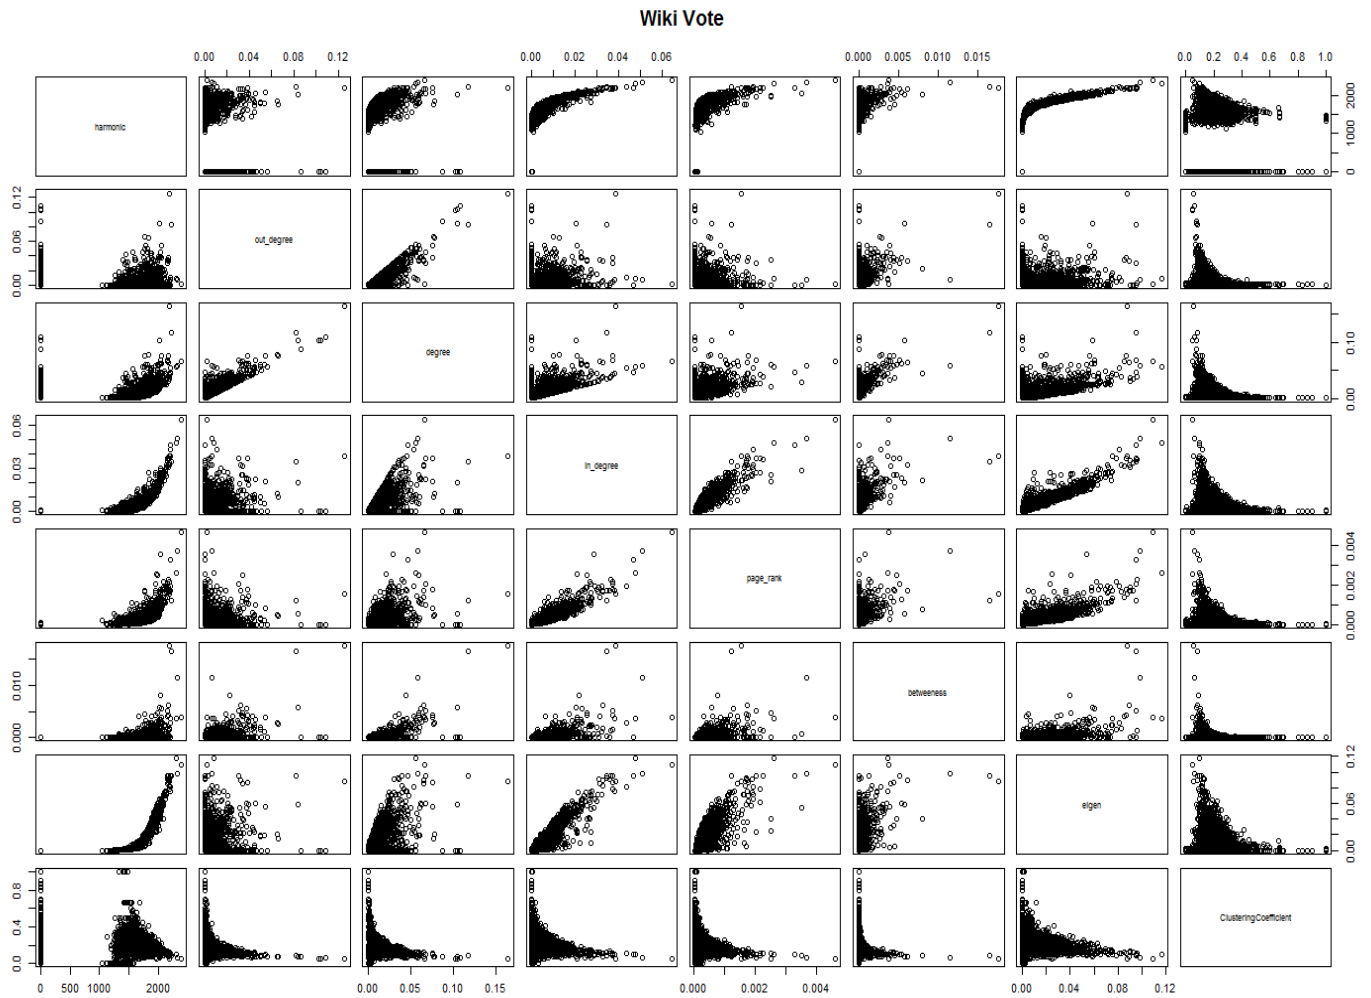 Wiki Vote
0.00 0.04 0.08 0.12 0.00 0.02 0.04 0.06 0.000 0.005 0.010 0.015 0.0 0.2 0.4 0.6 0.8 1.0
harmonic
0 1000 2000
0.00 0.06 0.12
out_degree
degree
0.00 0.10
0.00 0.03 0.06
in_degree
page_rank
0.000 0.002 0.004
0.000 0.010
betweeness
eigen
0.00 0.06 0.12
0.0 0.4 0.8
ClusteringCoefficient
0 500 1000 2000 0.00 0.05 0.10 0.15 0.000 0.002 0.004 0.00 0.04 0.08 0.12